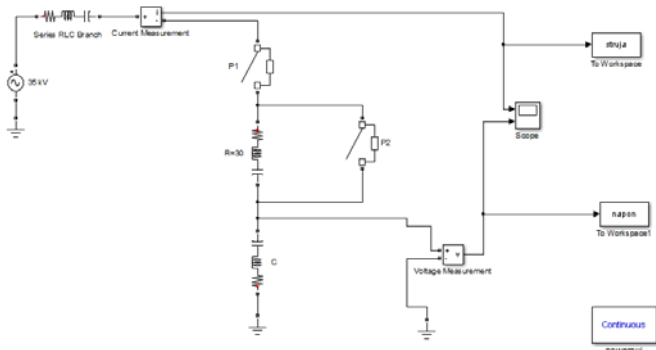 Series RLC Branch
Current Measurement
+
-
i
35 kV
P1
R=30
P2
C
+
-
v
Voltage Measurement
struja
To Workspace
Scope
napon
To Workspace1
Continuous
powergui